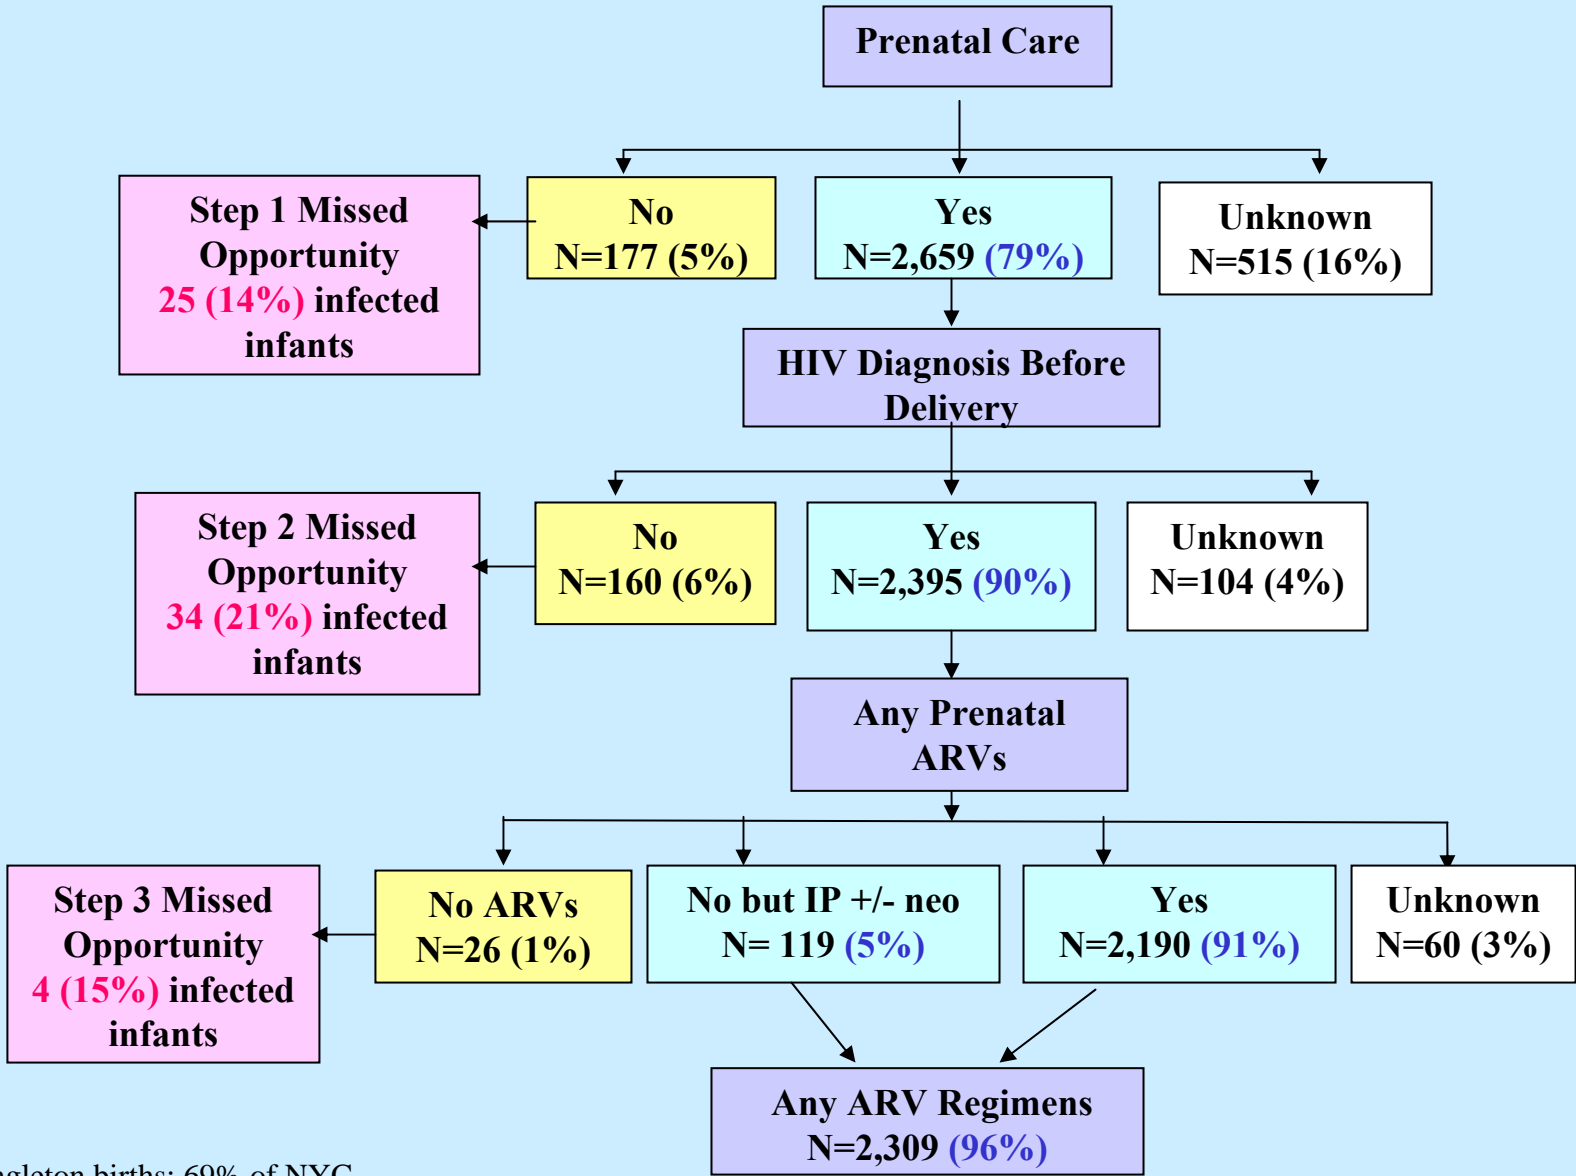 Prenatal Care
Step 1 Missed
Opportunity
25 (14%) infected
infants
No
N=177 (5%)
Yes
N=2,659 (79%)
Unknown
N=515 (16%)
HIV Diagnosis Before
Delivery
Step 2 Missed
Opportunity
34 (21%) infected
infants
No
N=160 (6%)
Yes
N=2,395 (90%)
Unknown
N=104 (4%)
Any Prenatal
ARVs
Step 3 Missed
Opportunity
4 (15%) infected
infants
No ARVs
N=26 (1%)
No but IP +/- neo
N= 119 (5%)
Yes
N=2,190 (91%)
Unknown
N=60 (3%)
Any ARV Regimens
N=2,309 (96%)
births; 69% of NYC